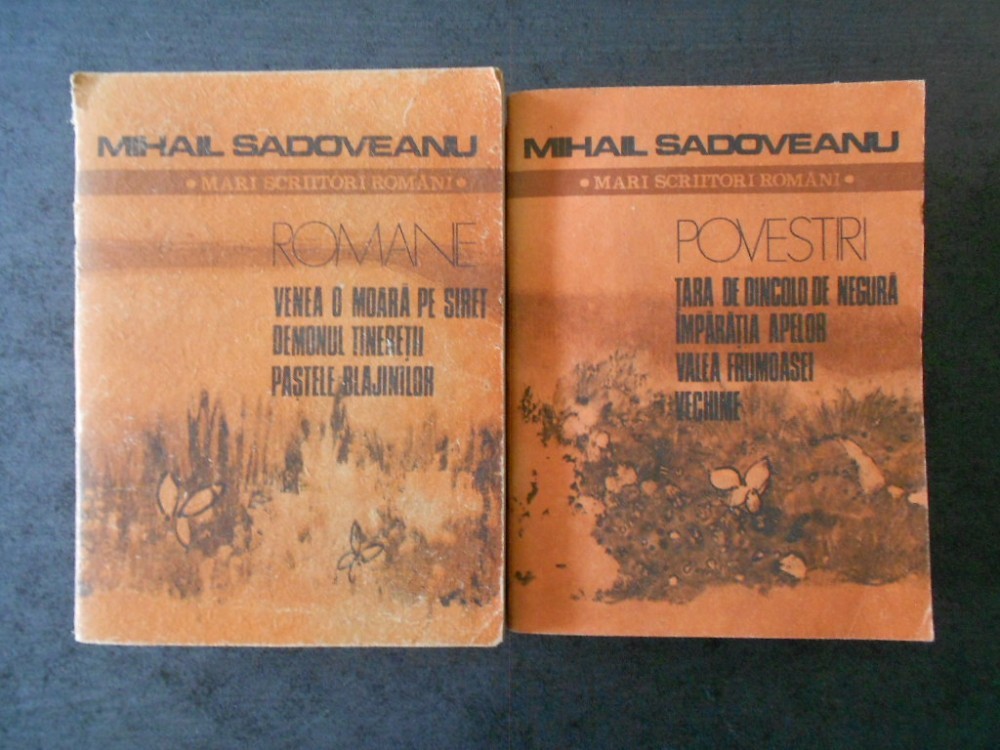 MIHAIL SADOVEANU
• MARI SCRIITORI ROMÂNI •
ROMANE
VENEA O MOARĂ PE SIRET
DEMONUL TINEREȚII
PAȘTELE BLAJINILOR
MIHAIL SADOVEANU
• MARI SCRIITORI ROMÂNI •
POVESTIRI
ȚARA DE DINCOLO DE NEGURĂ
ÎMPĂRĂȚIA APELOR
VALEA FRUMOASEI
VECHIME